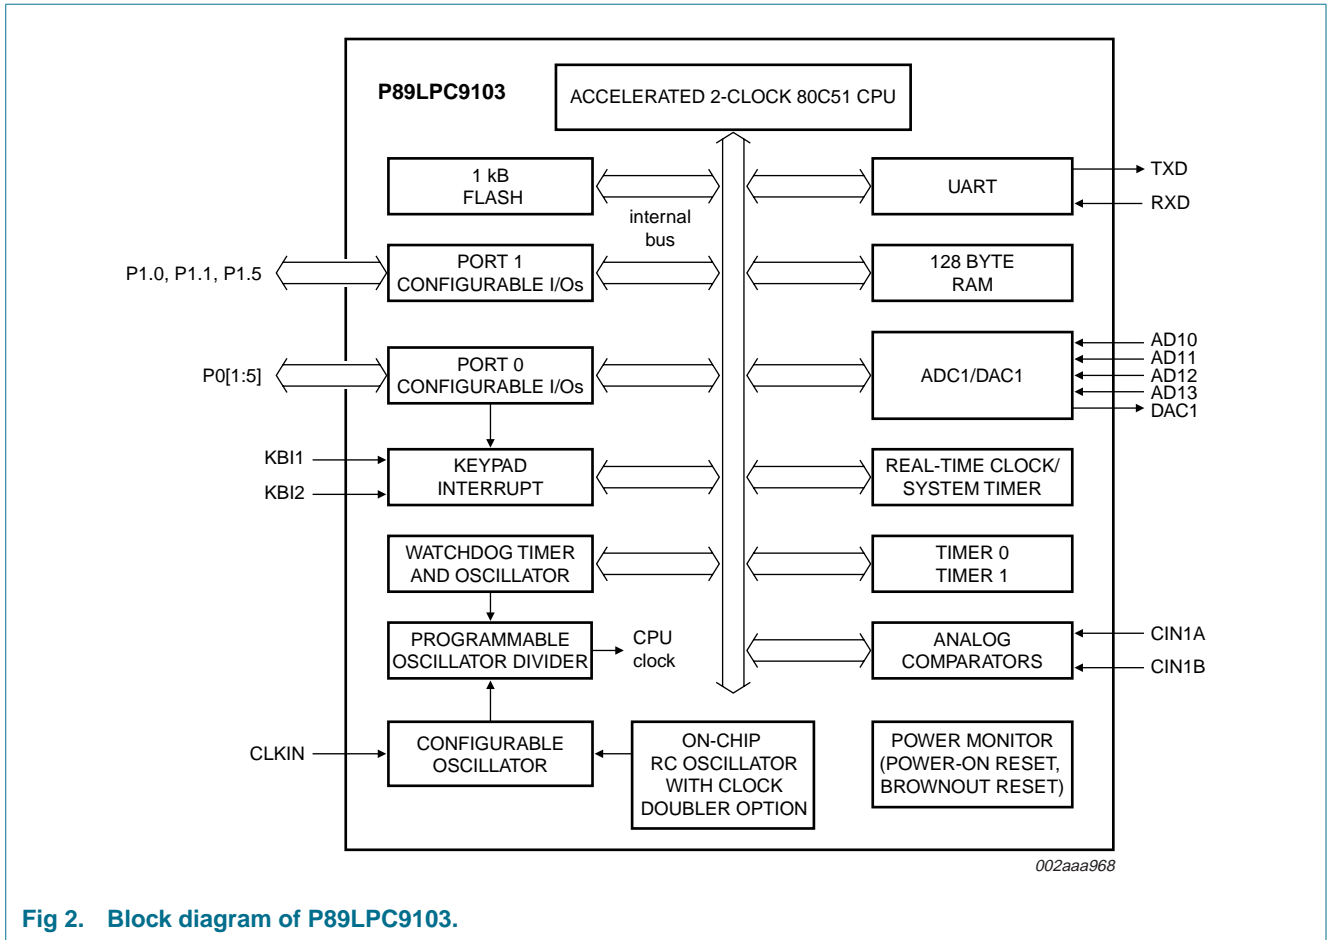 P89LPC9103
ACCELERATED 2-CLOCK 80C51 CPU
1 kB
FLASH
internal
bus
UART
TXD
RXD
P1.0, P1.1, P1.5
PORT 1
CONFIGURABLE I/Os
128 BYTE
RAM
P0[1:5]
PORT 0
CONFIGURABLE I/Os
ADC1/DAC1
AD10
AD11
AD12
AD13
DAC1
KBI1
KBI2
KEYPAD
INTERRUPT
REAL-TIME CLOCK/
SYSTEM TIMER
WATCHDOG TIMER
AND OSCILLATOR
TIMER 0
TIMER 1
PROGRAMMABLE
OSCILLATOR DIVIDER
CPU
clock
ANALOG
COMPARATORS
CIN1A
CIN1B
CLKIN
CONFIGURABLE
OSCILLATOR
ON-CHIP
RC OSCILLATOR
WITH CLOCK
DOUBLER OPTION
POWER MONITOR
(POWER-ON RESET,
BROWNOUT RESET)
002aaa968
Fig 2. Block diagram of P89LPC9103.